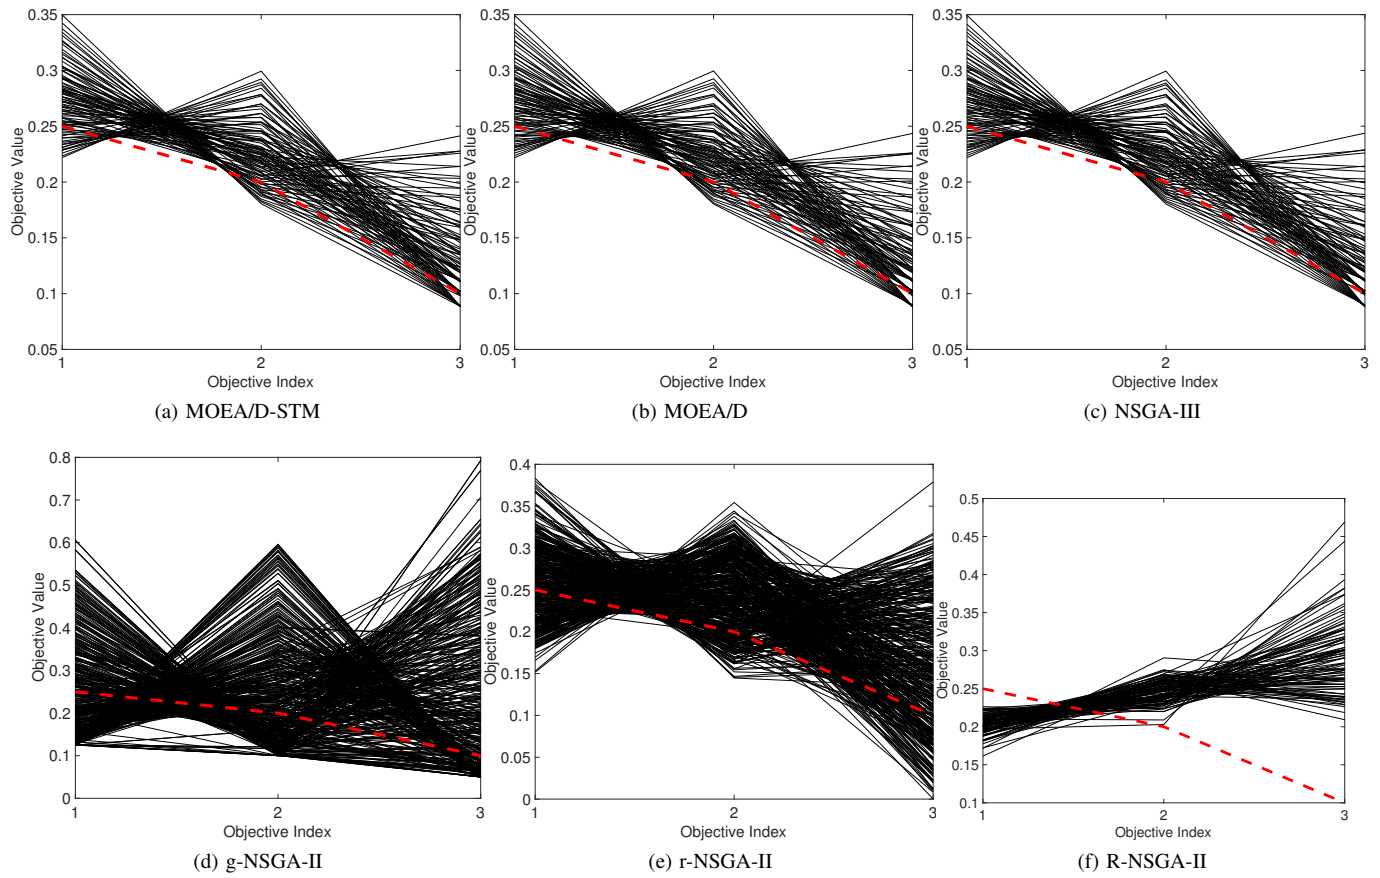 0.35
0.3
0.25
0.2
0.15
0.1
0.05
1 2 3
Objective Value
Objective Index
(a) MOEA/D-STM
0.35
0.3
0.25
0.2
0.15
0.1
0.05
1 2 3
Objective Value
Objective Index
(b) MOEA/D
0.35
0.3
0.25
0.2
0.15
0.1
0.05
1 2 3
Objective Value
Objective Index
(c) NSGA-III
0.8
0.7
0.6
0.5
0.4
0.3
0.2
0.1
0
1 2 3
Objective Value
Objective Index
(d) g-NSGA-II
0.4
0.35
0.3
0.25
0.2
0.15
0.1
0.05
0
1 2 3
Objective Value
Objective Index
(e) r-NSGA-II
0.5
0.45
0.4
0.35
0.3
0.25
0.2
0.15
0.1
1 2 3
Objective Value
Objective Index
(f) R-NSGA-II